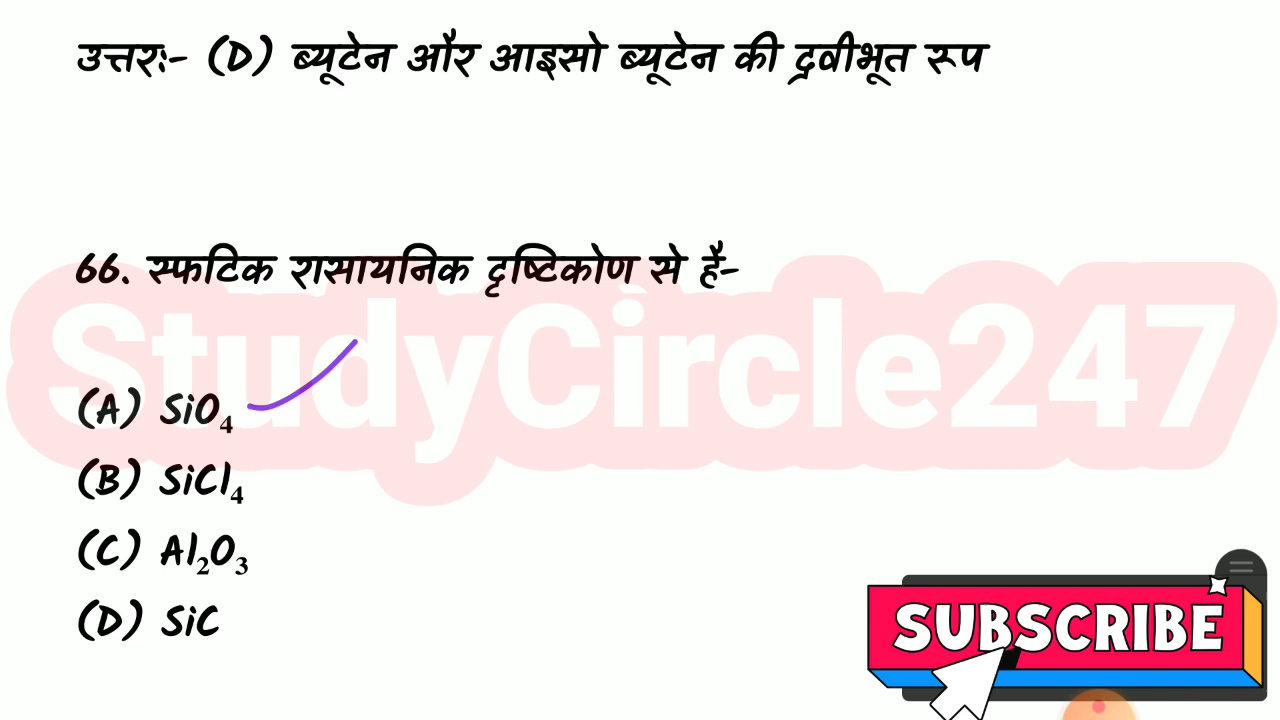 उत्तरः- (D) ब्यूटेन और आइसो ब्यूटेन की द्रवीभूत रूप
66. स्फटिक रासायनिक दृष्टिकोण से है-
StudyCircle247
(A) SiO₄
(B) SiCl₄
(C) Al₂O₃
(D) SiC
SUBSCRIBE